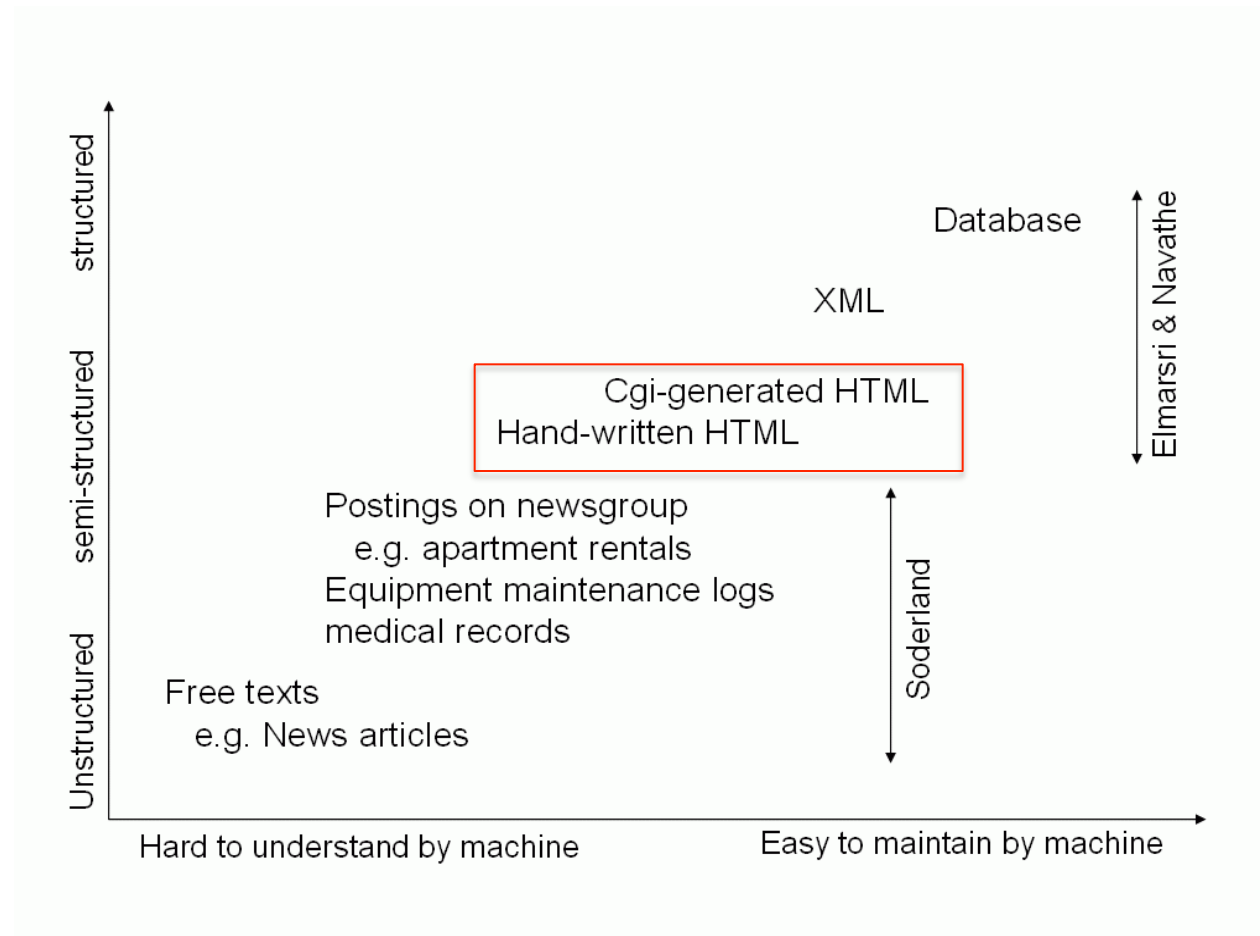 structured
semi-structured
Unstructured
Database
XML
Cgi-generated HTML
Hand-written HTML
Postings on newsgroup
e.g. apartment rentals
Equipment maintenance logs
medical records
Free texts
e.g. News articles
Elmarsri & Navathe
Soderland
Hard to understand by machine
Easy to maintain by machine